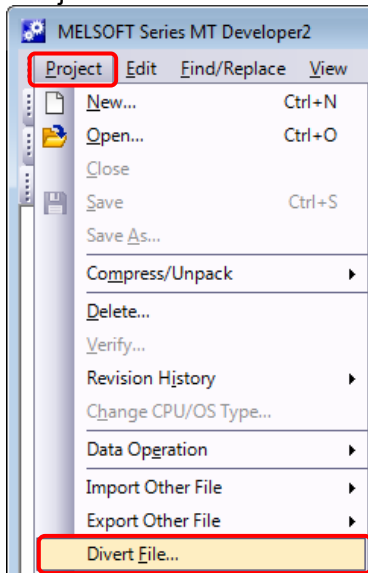 MELSOFT Series MT Developer2
Project Edit Find/Replace View
New... Ctrl+N
Open... Ctrl+O
Close
Save Ctrl+S
Save As...
Compress/Unpack
Delete...
Verify...
Revision History
Change CPU/OS Type...
Data Operation
Import Other File
Export Other File
Divert File...